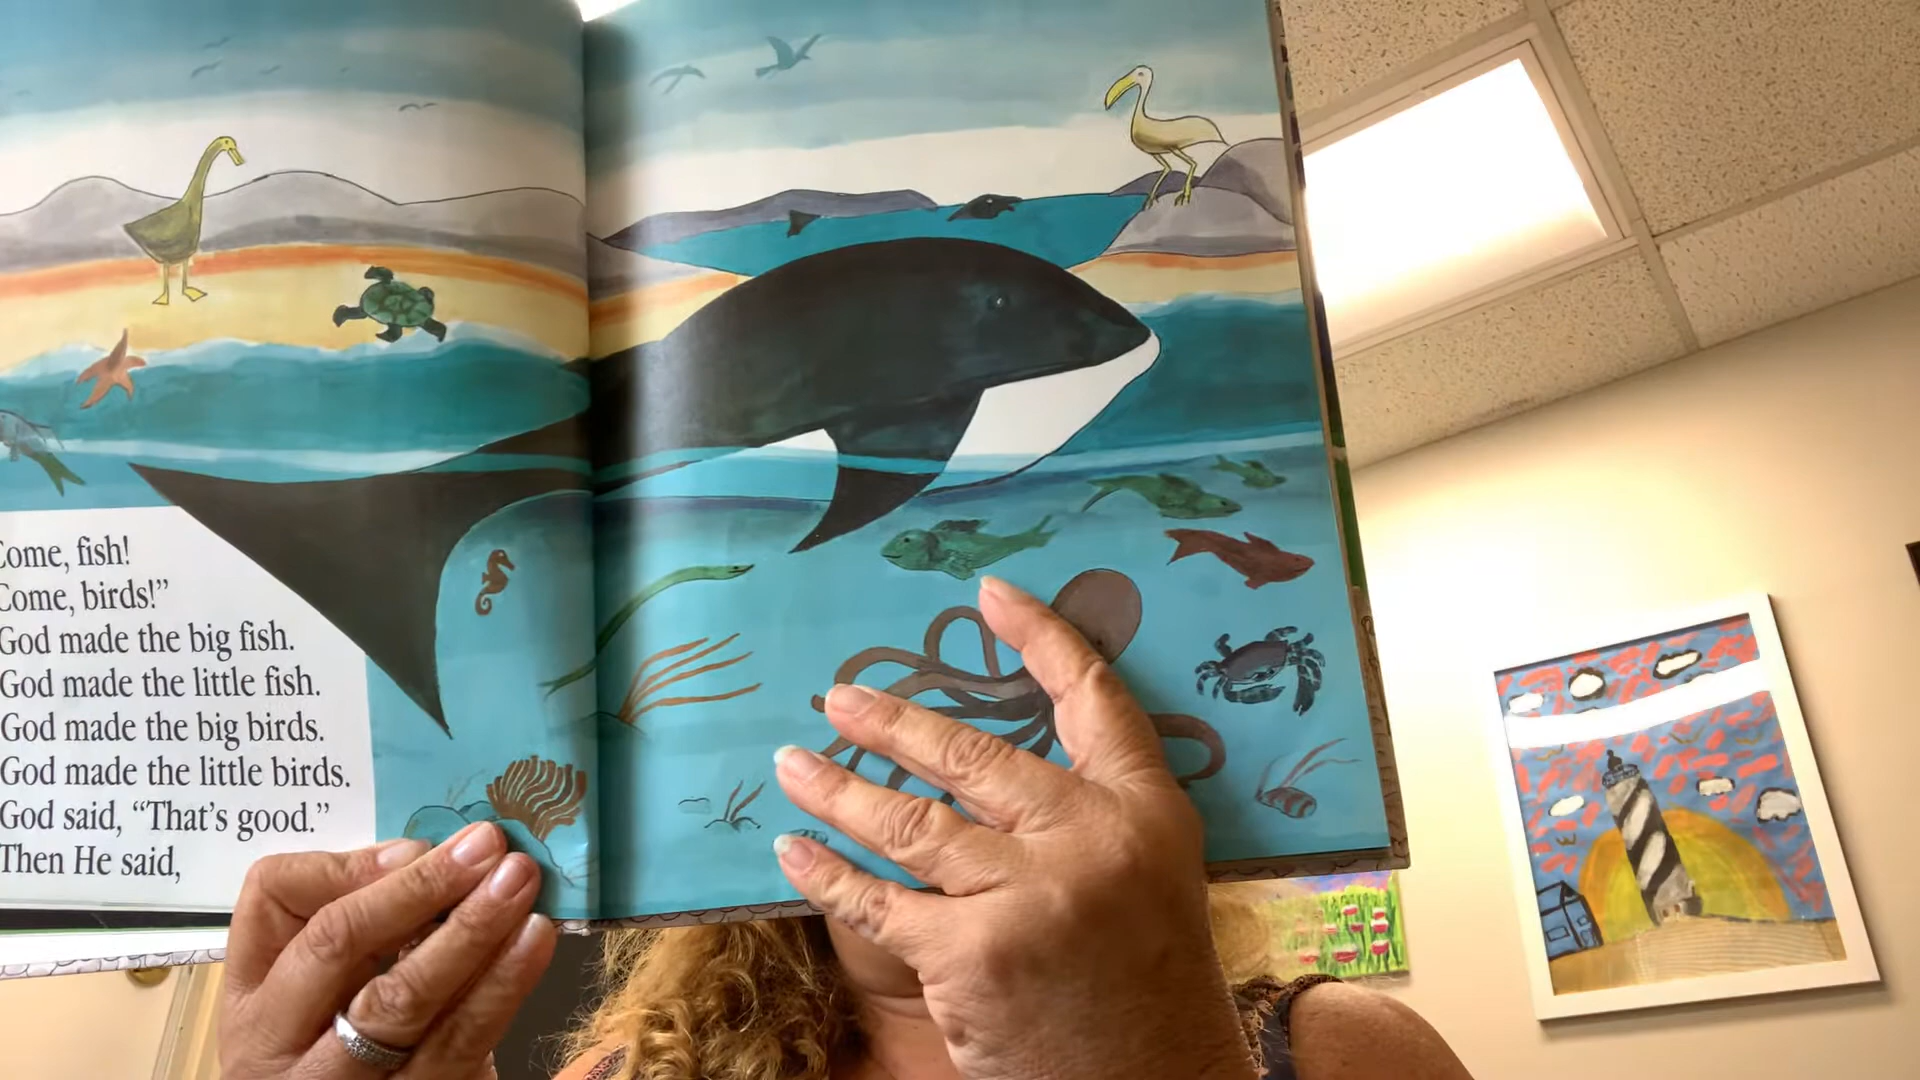 Come, fish!
Come, birds!”
God made the big fish.
God made the little fish.
God made the big birds.
God made the little birds.
God said, “That’s good.”
Then He said,